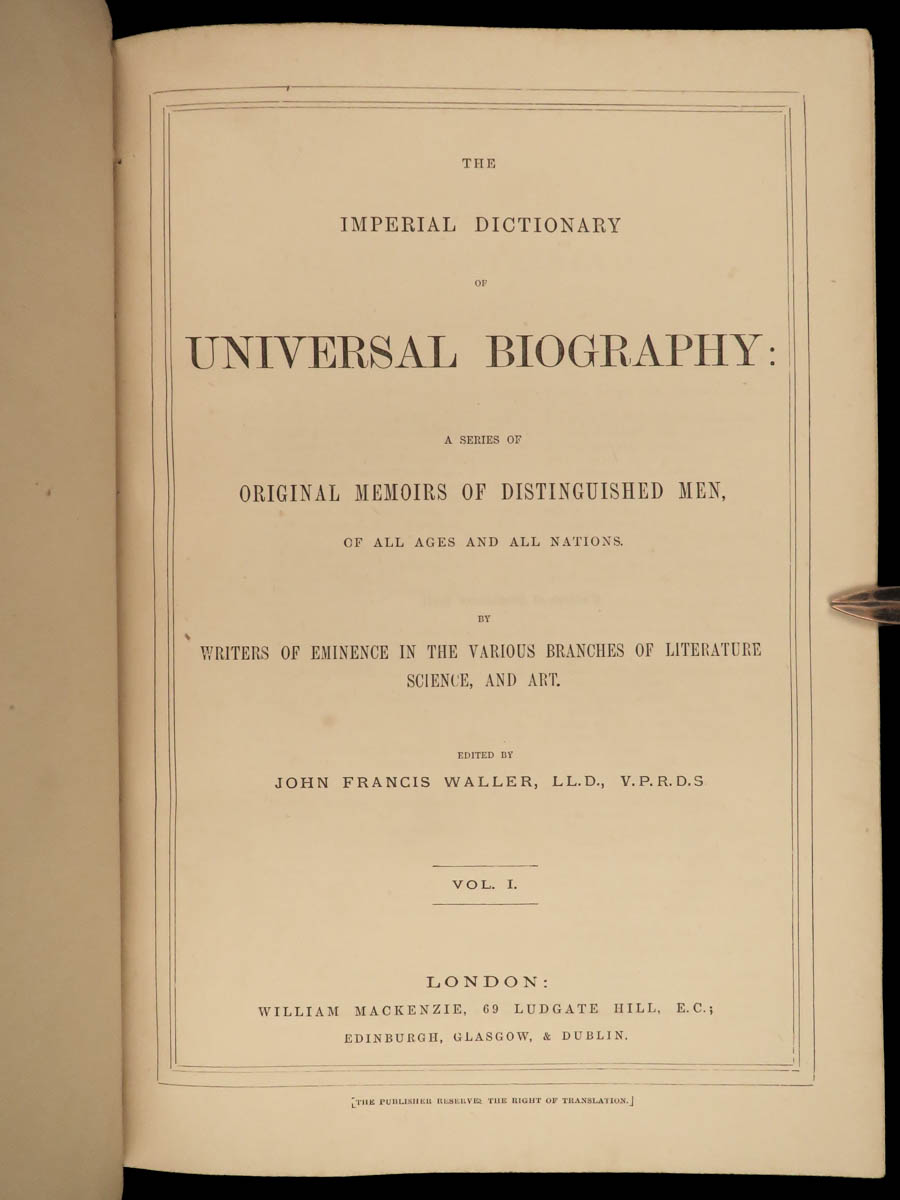 THE
IMPERIAL DICTIONARY
OF
UNIVERSAL BIOGRAPHY:
A SERIES OF
ORIGINAL MEMOIRS OF DISTINGUISHED MEN,
OF ALL AGES AND ALL NATIONS.
BY
WRITERS OF EMINENCE IN THE VARIOUS BRANCHES OF LITERATURE
SCIENCE, AND ART.
EDITED BY
JOHN FRANCIS WALLER, LL.D., V.P.R.D.S
VOL. I.
LONDON:
WILLIAM MACKENZIE, 69 LUDGATE HILL, E.C.;
EDINBURGH, GLASGOW, & DUBLIN.
[THE PUBLISHER RESERVES THE RIGHT OF TRANSLATION.]